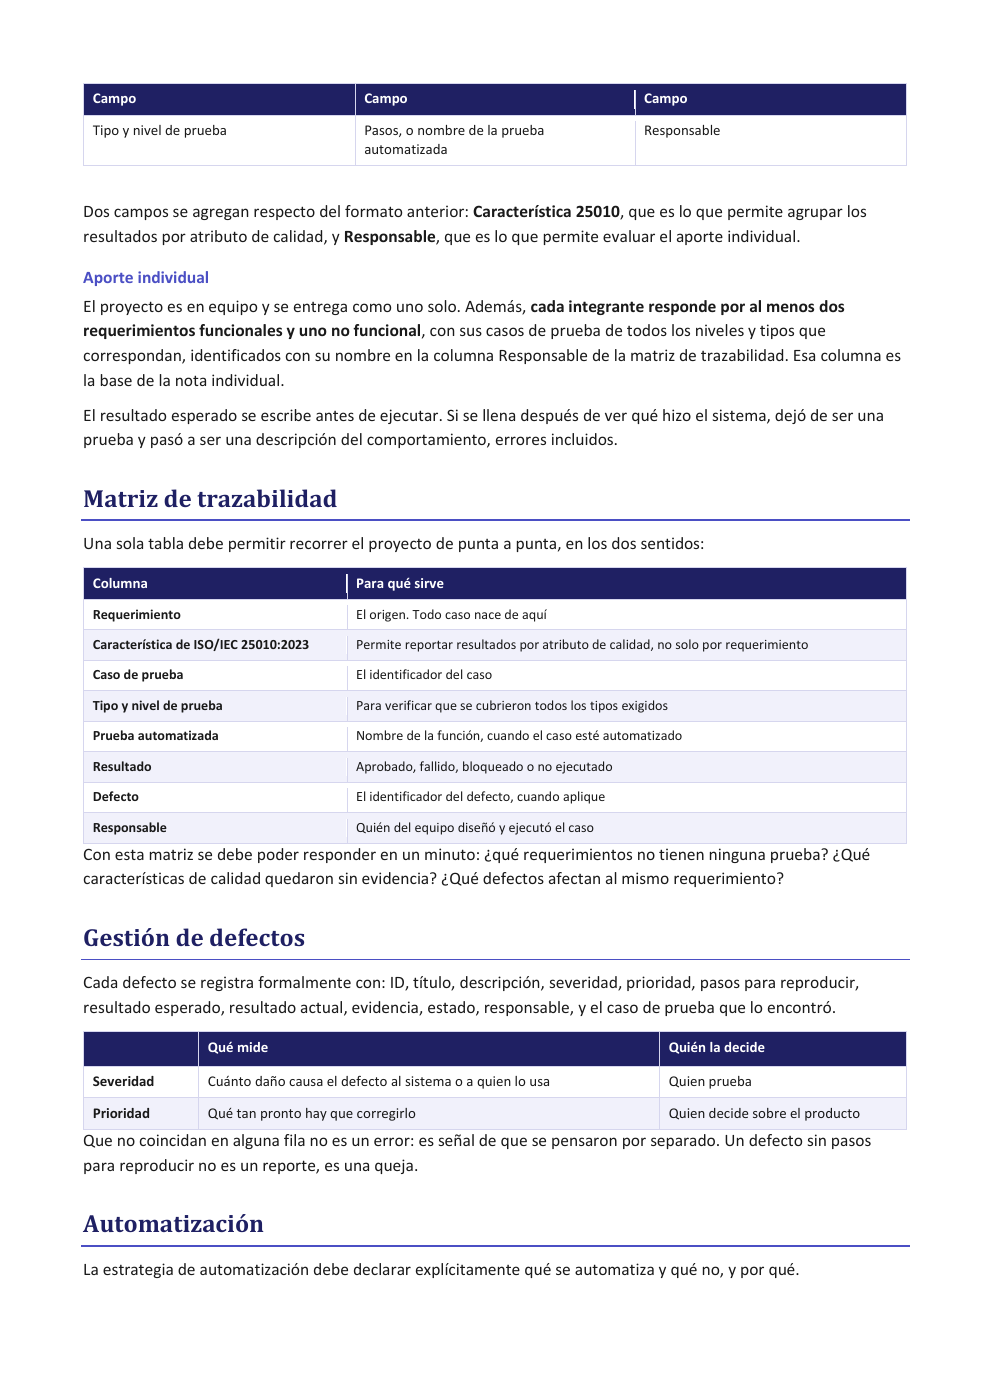 Campo Campo Campo
Tipo y nivel de prueba Pasos, o nombre de la prueba Responsable
automatizada
Dos campos se agregan respecto del formato anterior: Característica 25010, que es lo que permite agrupar los
resultados por atributo de calidad, y Responsable, que es lo que permite evaluar el aporte individual.
Aporte individual
El proyecto es en equipo y se entrega como uno solo. Además, cada integrante responde por al menos dos
requerimientos funcionales y uno no funcional, con sus casos de prueba de todos los niveles y tipos que
correspondan, identificados con su nombre en la columna Responsable de la matriz de trazabilidad. Esa columna es
la base de la nota individual.
El resultado esperado se escribe antes de ejecutar. Si se llena después de ver qué hizo el sistema, dejó de ser una
prueba y pasó a ser una descripción del comportamiento, errores incluidos.
Matriz de trazabilidad
Una sola tabla debe permitir recorrer el proyecto de punta a punta, en los dos sentidos:
Columna Para qué sirve
Requerimiento El origen. Todo caso nace de aquí
Característica de ISO/IEC 25010:2023 Permite reportar resultados por atributo de calidad, no solo por requerimiento
Caso de prueba El identificador del caso
Tipo y nivel de prueba Para verificar que se cubrieron todos los tipos exigidos
Prueba automatizada Nombre de la función, cuando el caso esté automatizado
Resultado Aprobado, fallido, bloqueado o no ejecutado
Defecto El identificador del defecto, cuando aplique
Responsable Quién del equipo diseñó y ejecutó el caso
Con esta matriz se debe poder responder en un minuto: ¿qué requerimientos no tienen ninguna prueba? ¿Qué
características de calidad quedaron sin evidencia? ¿Qué defectos afectan al mismo requerimiento?
Gestión de defectos
Cada defecto se registra formalmente con: ID, título, descripción, severidad, prioridad, pasos para reproducir,
resultado esperado, resultado actual, evidencia, estado, responsable, y el caso de prueba que lo encontró.
Qué mide Quién la decide
Severidad Cuánto daño causa el defecto al sistema o a quien lo usa Quien prueba
Prioridad Qué tan pronto hay que corregirlo Quien decide sobre el producto
Que no coincidan en alguna fila no es un error: es señal de que se pensaron por separado. Un defecto sin pasos
para reproducir no es un reporte, es una queja.
Automatización
La estrategia de automatización debe declarar explícitamente qué se automatiza y qué no, y por qué.